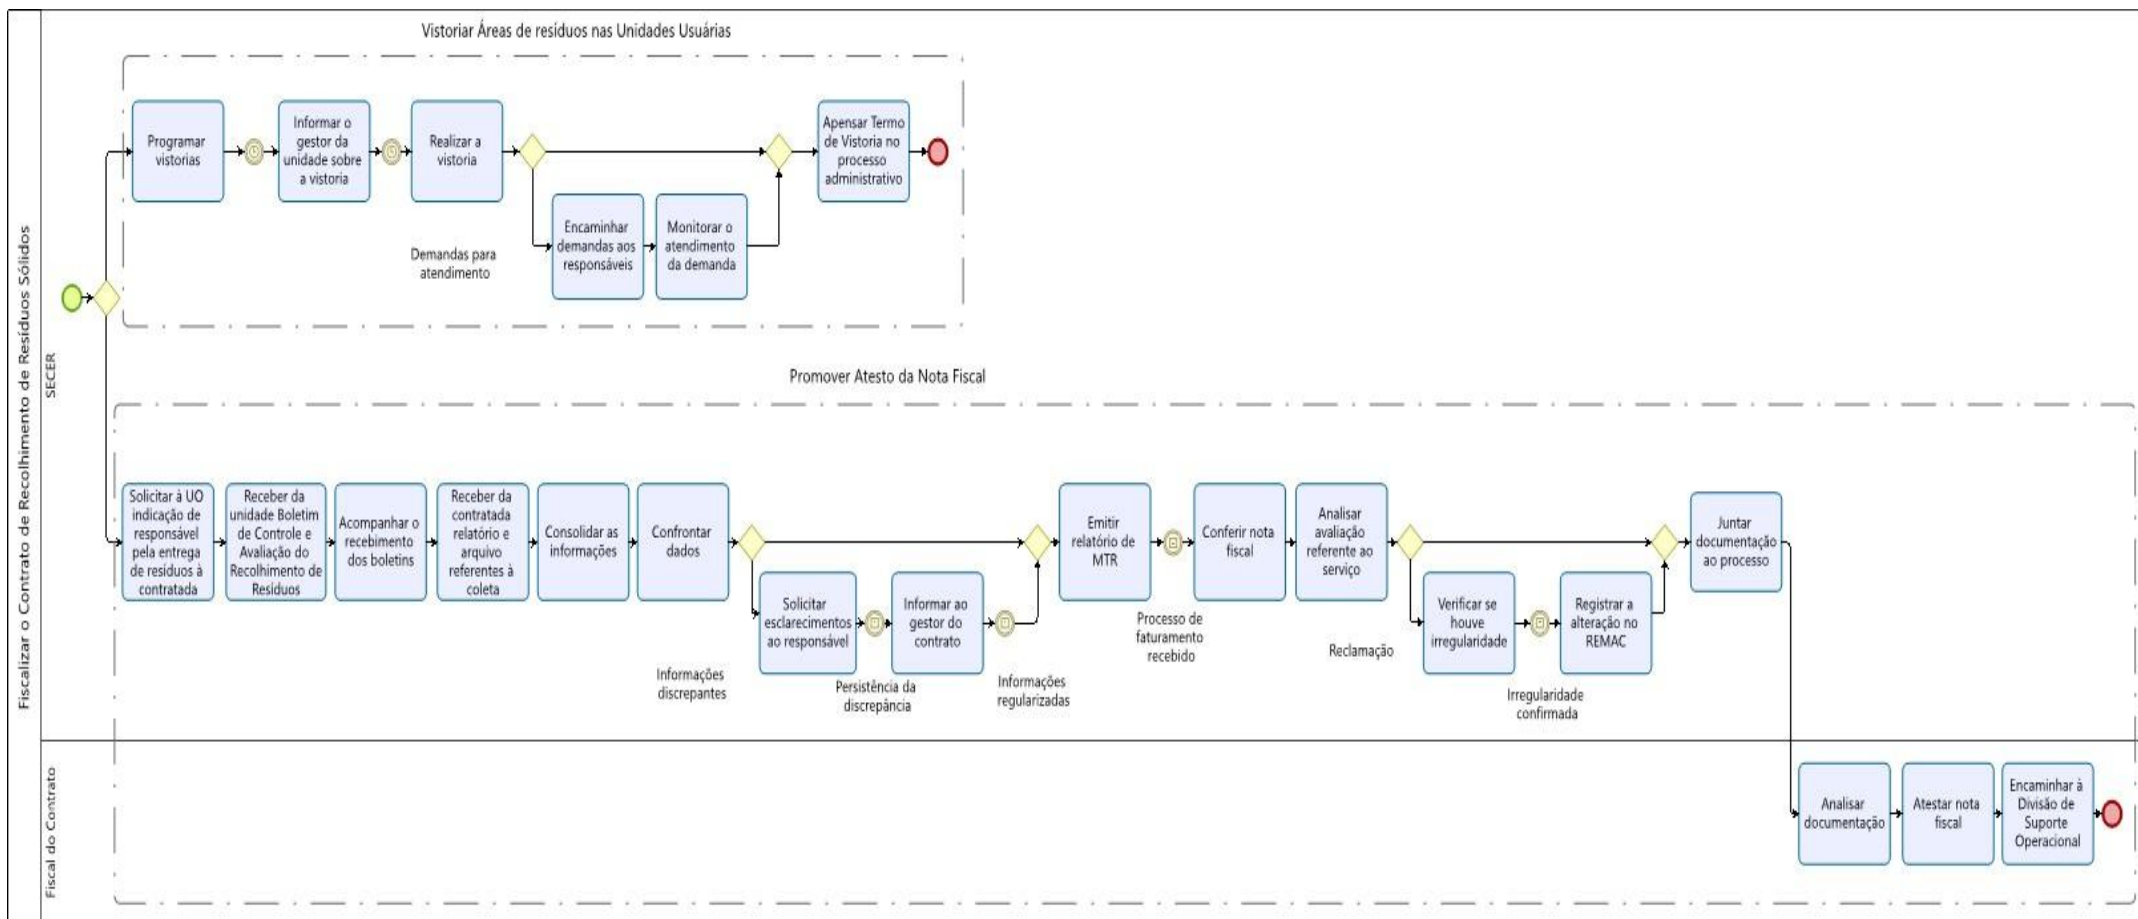 Fiscalizar o Contrato de Recolhimento de Resíduos Sólidos
SECER
Vistoriar Áreas de resíduos nas Unidades Usuárias
Programar
vistorias
Informar o
gestor da
unidade sobre
a vistoria
Realizar a
vistoria
Demandas para
atendimento
Encaminhar
demandas aos
responsáveis
Monitorar o
atendimento
da demanda
Apensar Termo
de Vistoria no
processo
administrativo
Promover Atesto da Nota Fiscal
Solicitar à UO
indicação de
responsável
pela entrega
de resíduos à
contratada
Receber da
unidade Boletim
de Controle e
Avaliação do
Recolhimento de
Resíduos
Acompanhar o
recebimento
dos boletins
Receber da
contratada
relatório e
arquivo
referentes à
coleta
Consolidar as
informações
Confrontar
dados
Informações
discrepantes
Solicitar
esclarecimentos
ao responsável
Persistência da
discrepância
Informar ao
gestor do
contrato
Informações
regularizadas
Emitir
relatório de
MTR
Processo de
faturamento
recebido
Conferir nota
fiscal
Analisar
avaliação
referente ao
serviço
Reclamação
Verificar se
houve
irregularidade
Irregularidade
confirmada
Registrar a
alteração no
REMAC
Juntar
documentação
ao processo
Fiscal do Contrato
Analisar
documentação
Atestar nota
fiscal
Encaminhar à
Divisão de
Suporte
Operacional